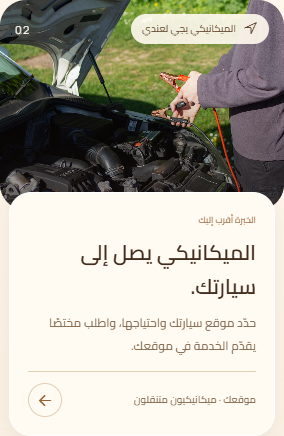 02
الميكانيكي يجي لعندي
الخبرة أقرب إليك
الميكانيكي يصل إلى
سيارتك.
حدّد موقع سيارتك واحتياجها، واطلب مختصًا
يقدّم الخدمة في موقعك.
موقعك · ميكانيكيون متنقلون